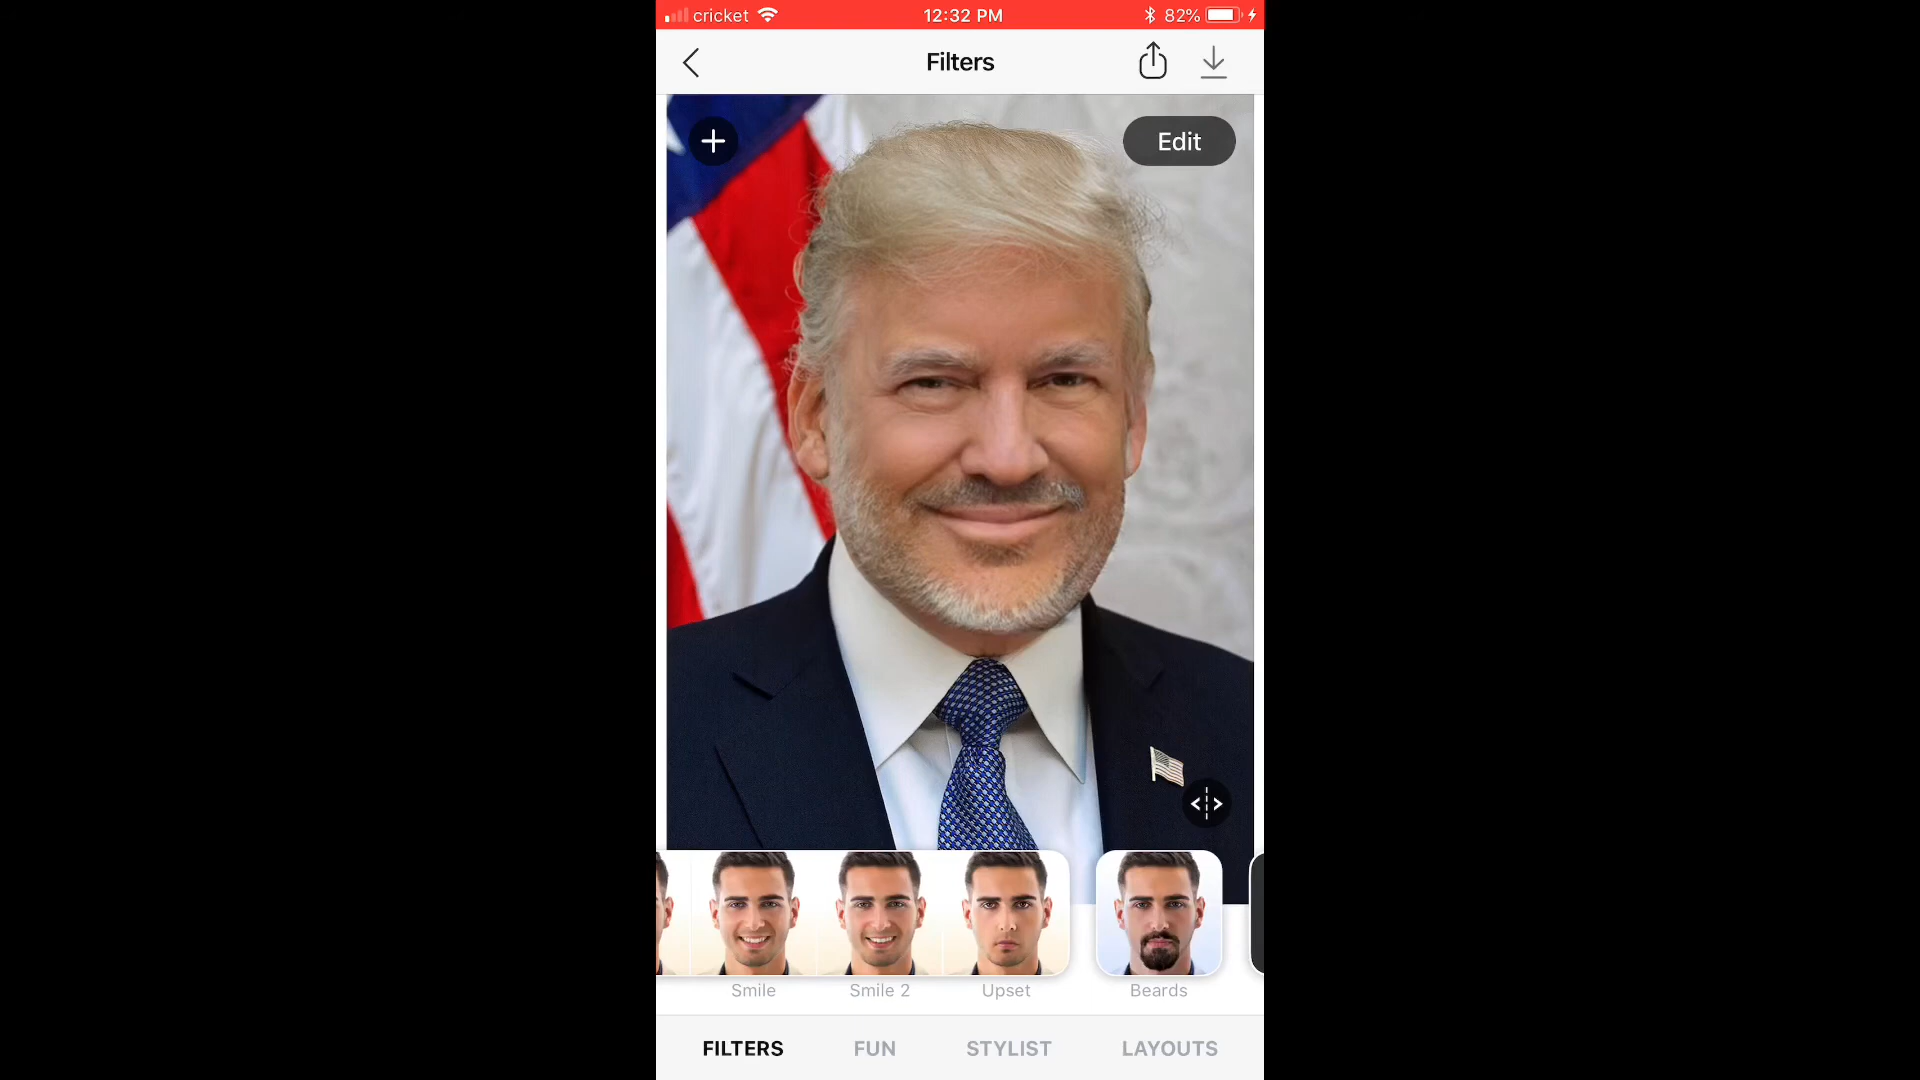 cricket 12:32 PM 82%
Filters
Edit
Smile Smile 2 Upset Beards
FILTERS FUN STYLIST LAYOUTS